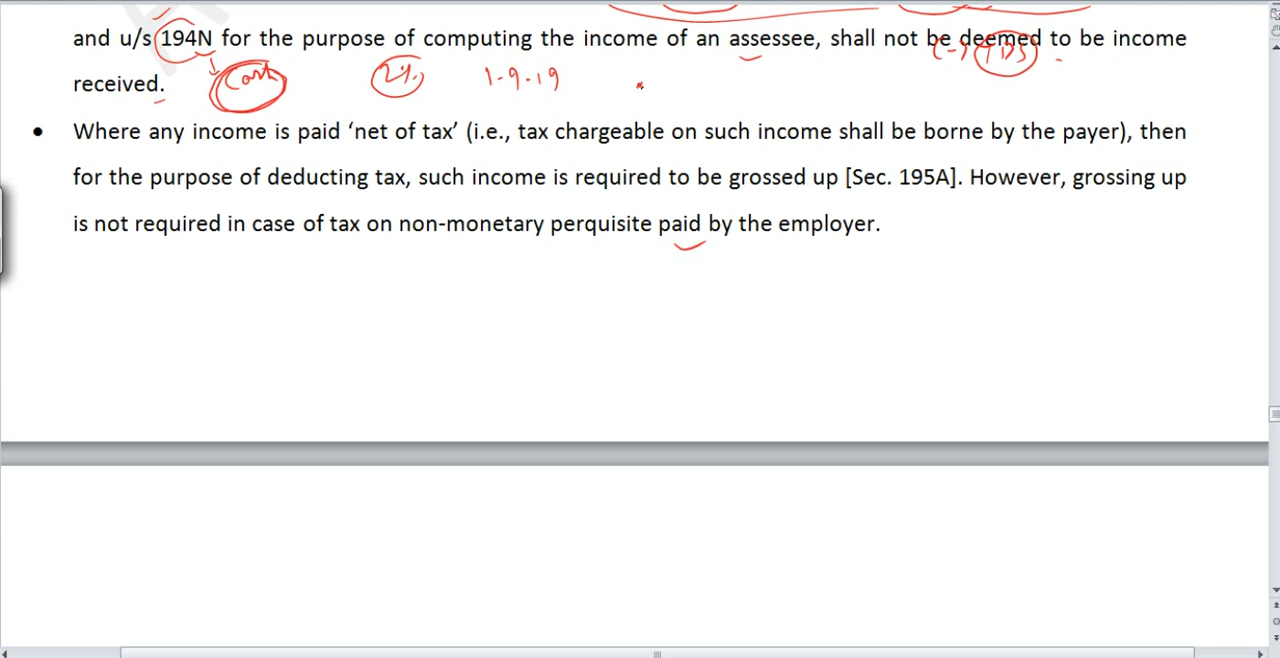 and u/s 194N for the purpose of computing the income of an assessee, shall not be deemed to be income
(-) TDS
received. Cash 2% 1-9-19
• Where any income is paid ‘net of tax’ (i.e., tax chargeable on such income shall be borne by the payer), then
for the purpose of deducting tax, such income is required to be grossed up [Sec. 195A]. However, grossing up
is not required in case of tax on non-monetary perquisite paid by the employer.